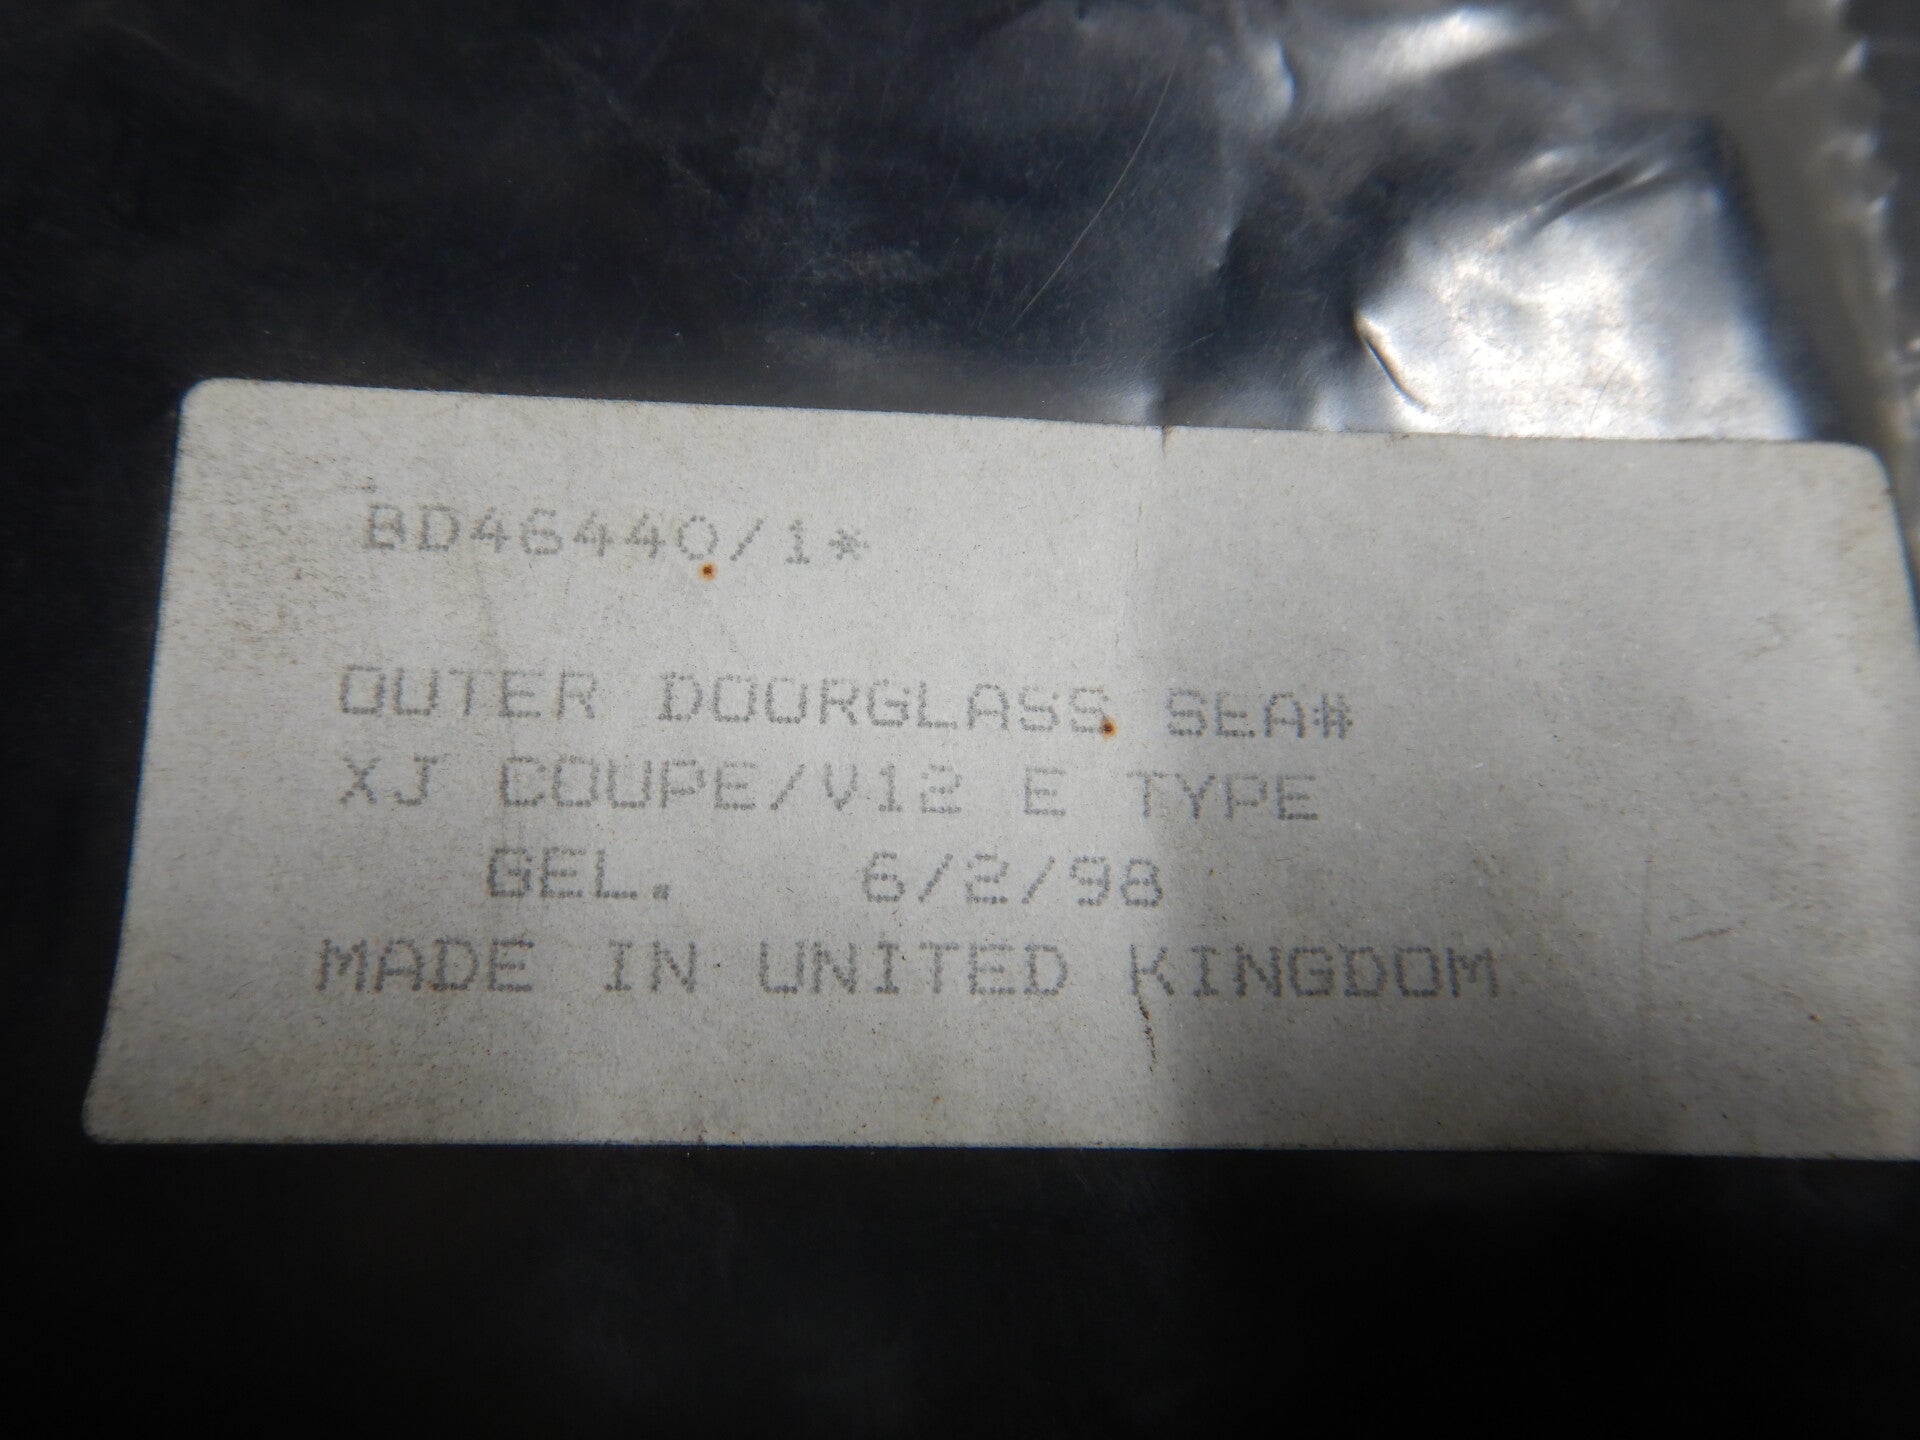 BD46440/1*
OUTER DOORGLASS SEA#
XJ COUPE/V12 E TYPE
GEL. 6/2/98
MADE IN UNITED KINGDOM